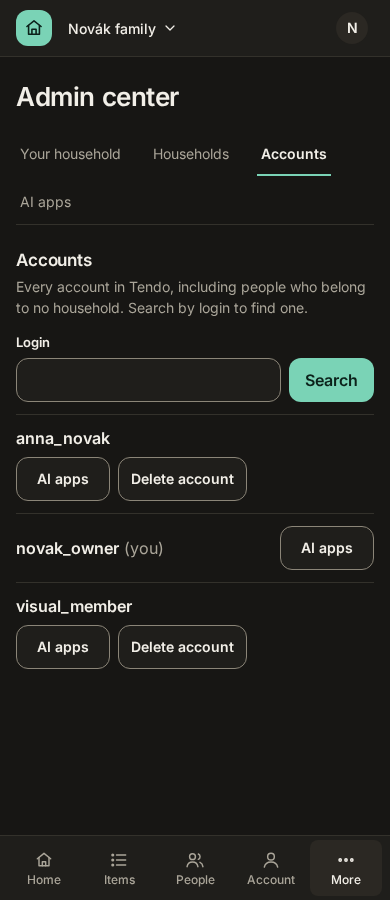 Novák family
N
Admin center
Your household
Households
Accounts
AI apps
Accounts
Every account in Tendo, including people who belong
to no household. Search by login to find one.
Login
Search
anna_novak
AI apps
Delete account
novak_owner (you)
AI apps
visual_member
AI apps
Delete account
Home
Items
People
Account
More